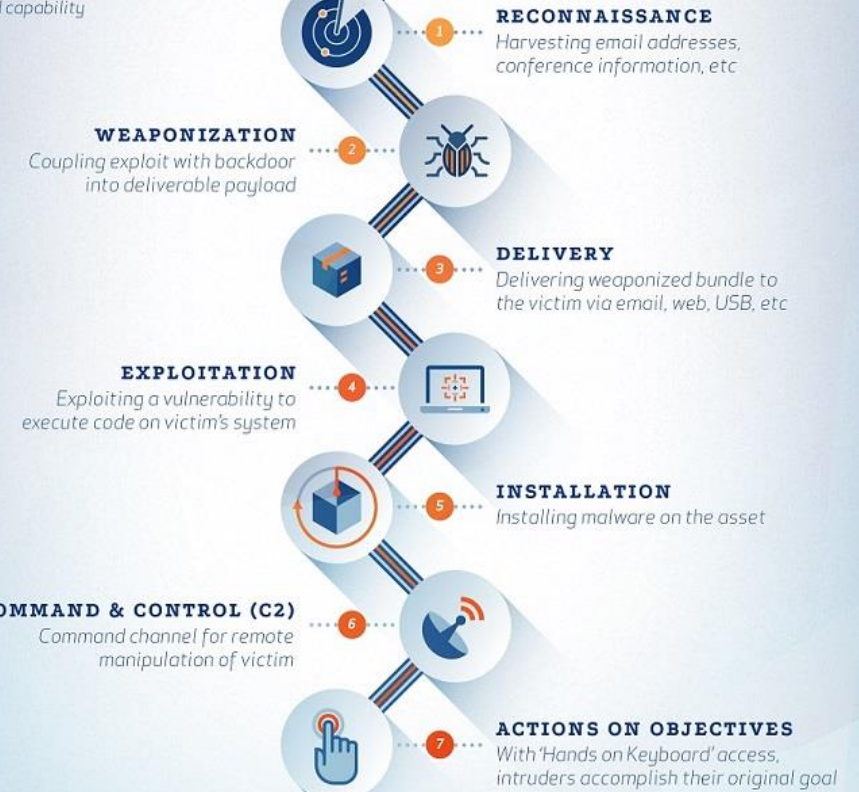 capability
1
RECONNAISSANCE
Harvesting email addresses,
conference information, etc
WEAPONIZATION
2
Coupling exploit with backdoor
into deliverable payload
3
DELIVERY
Delivering weaponized bundle to
the victim via email, web, USB, etc
EXPLOITATION
4
Exploiting a vulnerability to
execute code on victim's system
5
INSTALLATION
Installing malware on the asset
OMMAND & CONTROL (C2)
6
Command channel for remote
manipulation of victim
7
ACTIONS ON OBJECTIVES
With 'Hands on Keyboard' access,
intruders accomplish their original goal